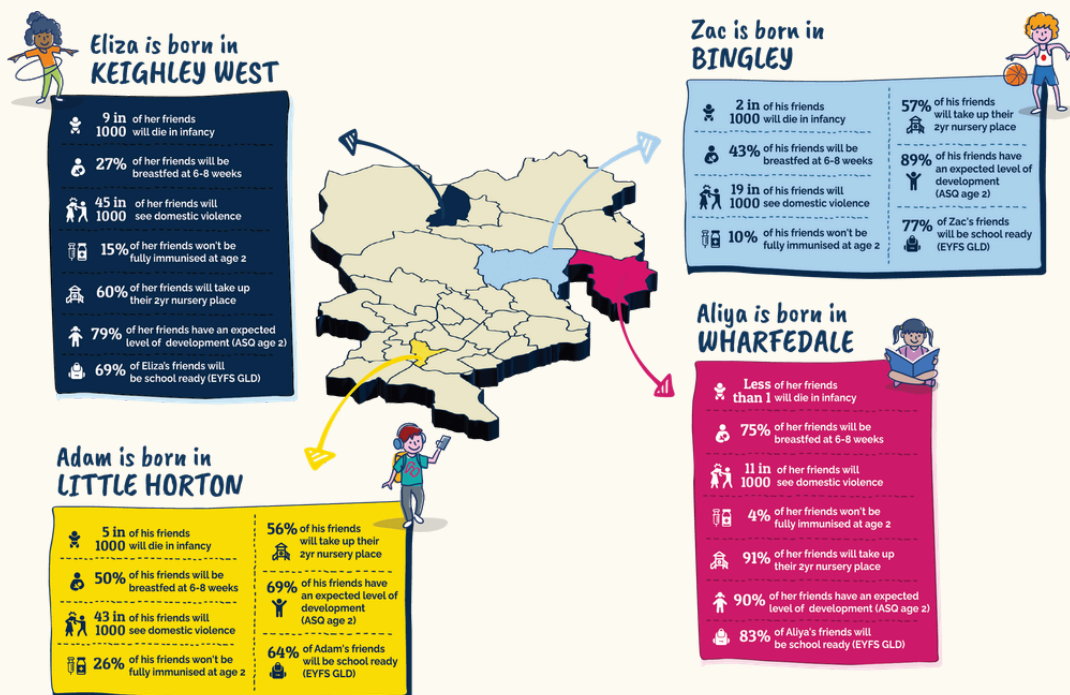 Eliza is born in
KEIGHLEY WEST
9 in of her friends
1000 will die in infancy
27% of her friends will be
breastfed at 6-8 weeks
45 in of her friends will
1000 see domestic violence
15% of her friends won't be
fully immunised at age 2
60% of her friends will take up
their 2yr nursery place
79% of her friends have an expected
level of development (ASQ age 2)
69% of Eliza's friends will
be school ready (EYFS GLD)
Zac is born in
BINGLEY
2 in of his friends
1000 will die in infancy
43% of his friends will be
breastfed at 6-8 weeks
19 in of his friends will
1000 see domestic violence
10% of his friends won't be
fully immunised at age 2
57% of his friends
will take up their
2yr nursery place
89% of his friends have
an expected level of
development
(ASQ age 2)
77% of Zac's friends
will be school ready
(EYFS GLD)
Adam is born in
LITTLE HORTON
5 in of his friends
1000 will die in infancy
50% of his friends will be
breastfed at 6-8 weeks
43 in of his friends will
1000 see domestic violence
26% of his friends won't be
fully immunised at age 2
56% of his friends
will take up their
2yr nursery place
69% of his friends have
an expected level of
development
(ASQ age 2)
64% of Adam's friends
will be school ready
(EYFS GLD)
Aliya is born in
WHARFEDALE
Less of her friends
than 1 will die in infancy
75% of her friends will be
breastfed at 6-8 weeks
11 in of her friends will
1000 see domestic violence
4% of her friends won't be
fully immunised at age 2
91% of her friends will take up
their 2yr nursery place
90% of her friends have an expected
level of development (ASQ age 2)
83% of Aliya's friends will
be school ready (EYFS GLD)